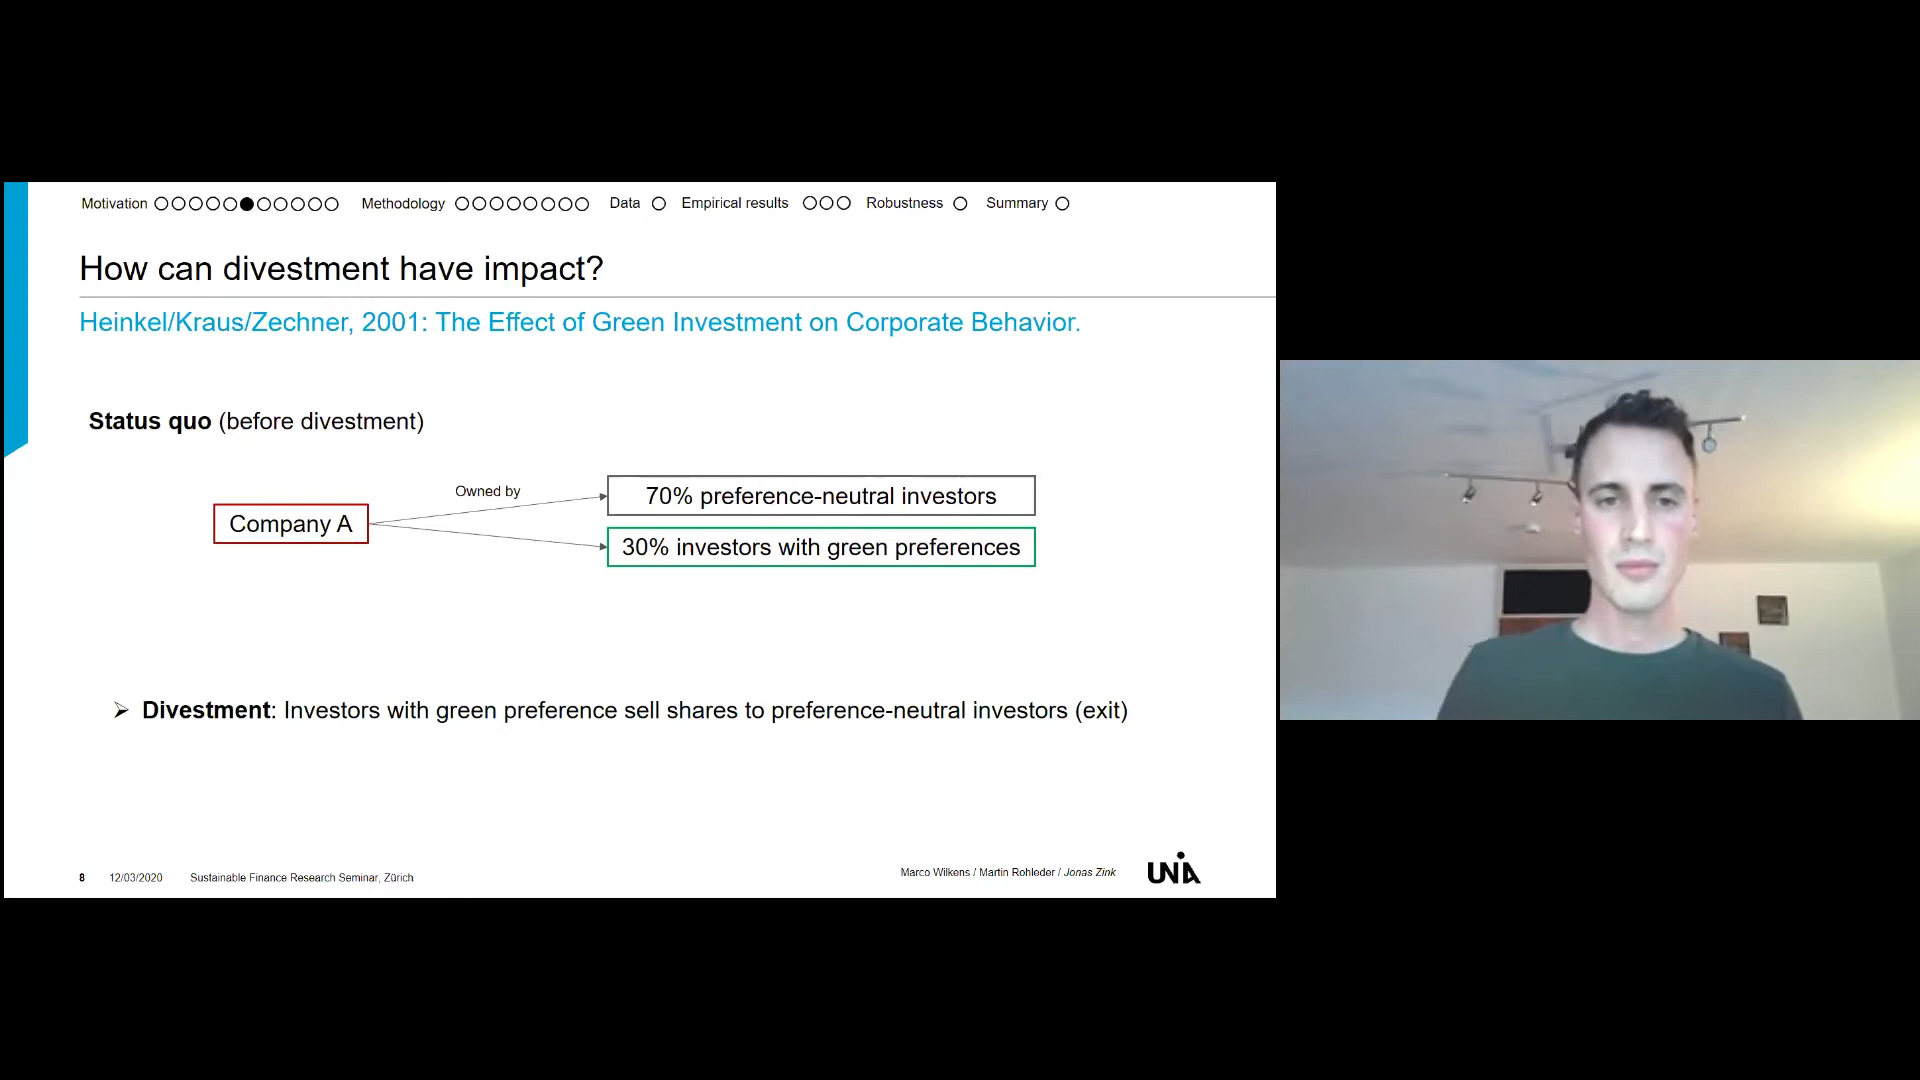 Motivation Methodology Data Empirical results Robustness Summary
How can divestment have impact?
Heinkel/Kraus/Zechner, 2001: The Effect of Green Investment on Corporate Behavior.
Status quo (before divestment)
Owned by
70% preference-neutral investors
Company A
30% investors with green preferences
➢ Divestment: Investors with green preference sell shares to preference-neutral investors (exit)
8 12/03/2020 Sustainable Finance Research Seminar, Zürich
Marco Wilkens / Martin Rohleder / Jonas Zink
UNIA